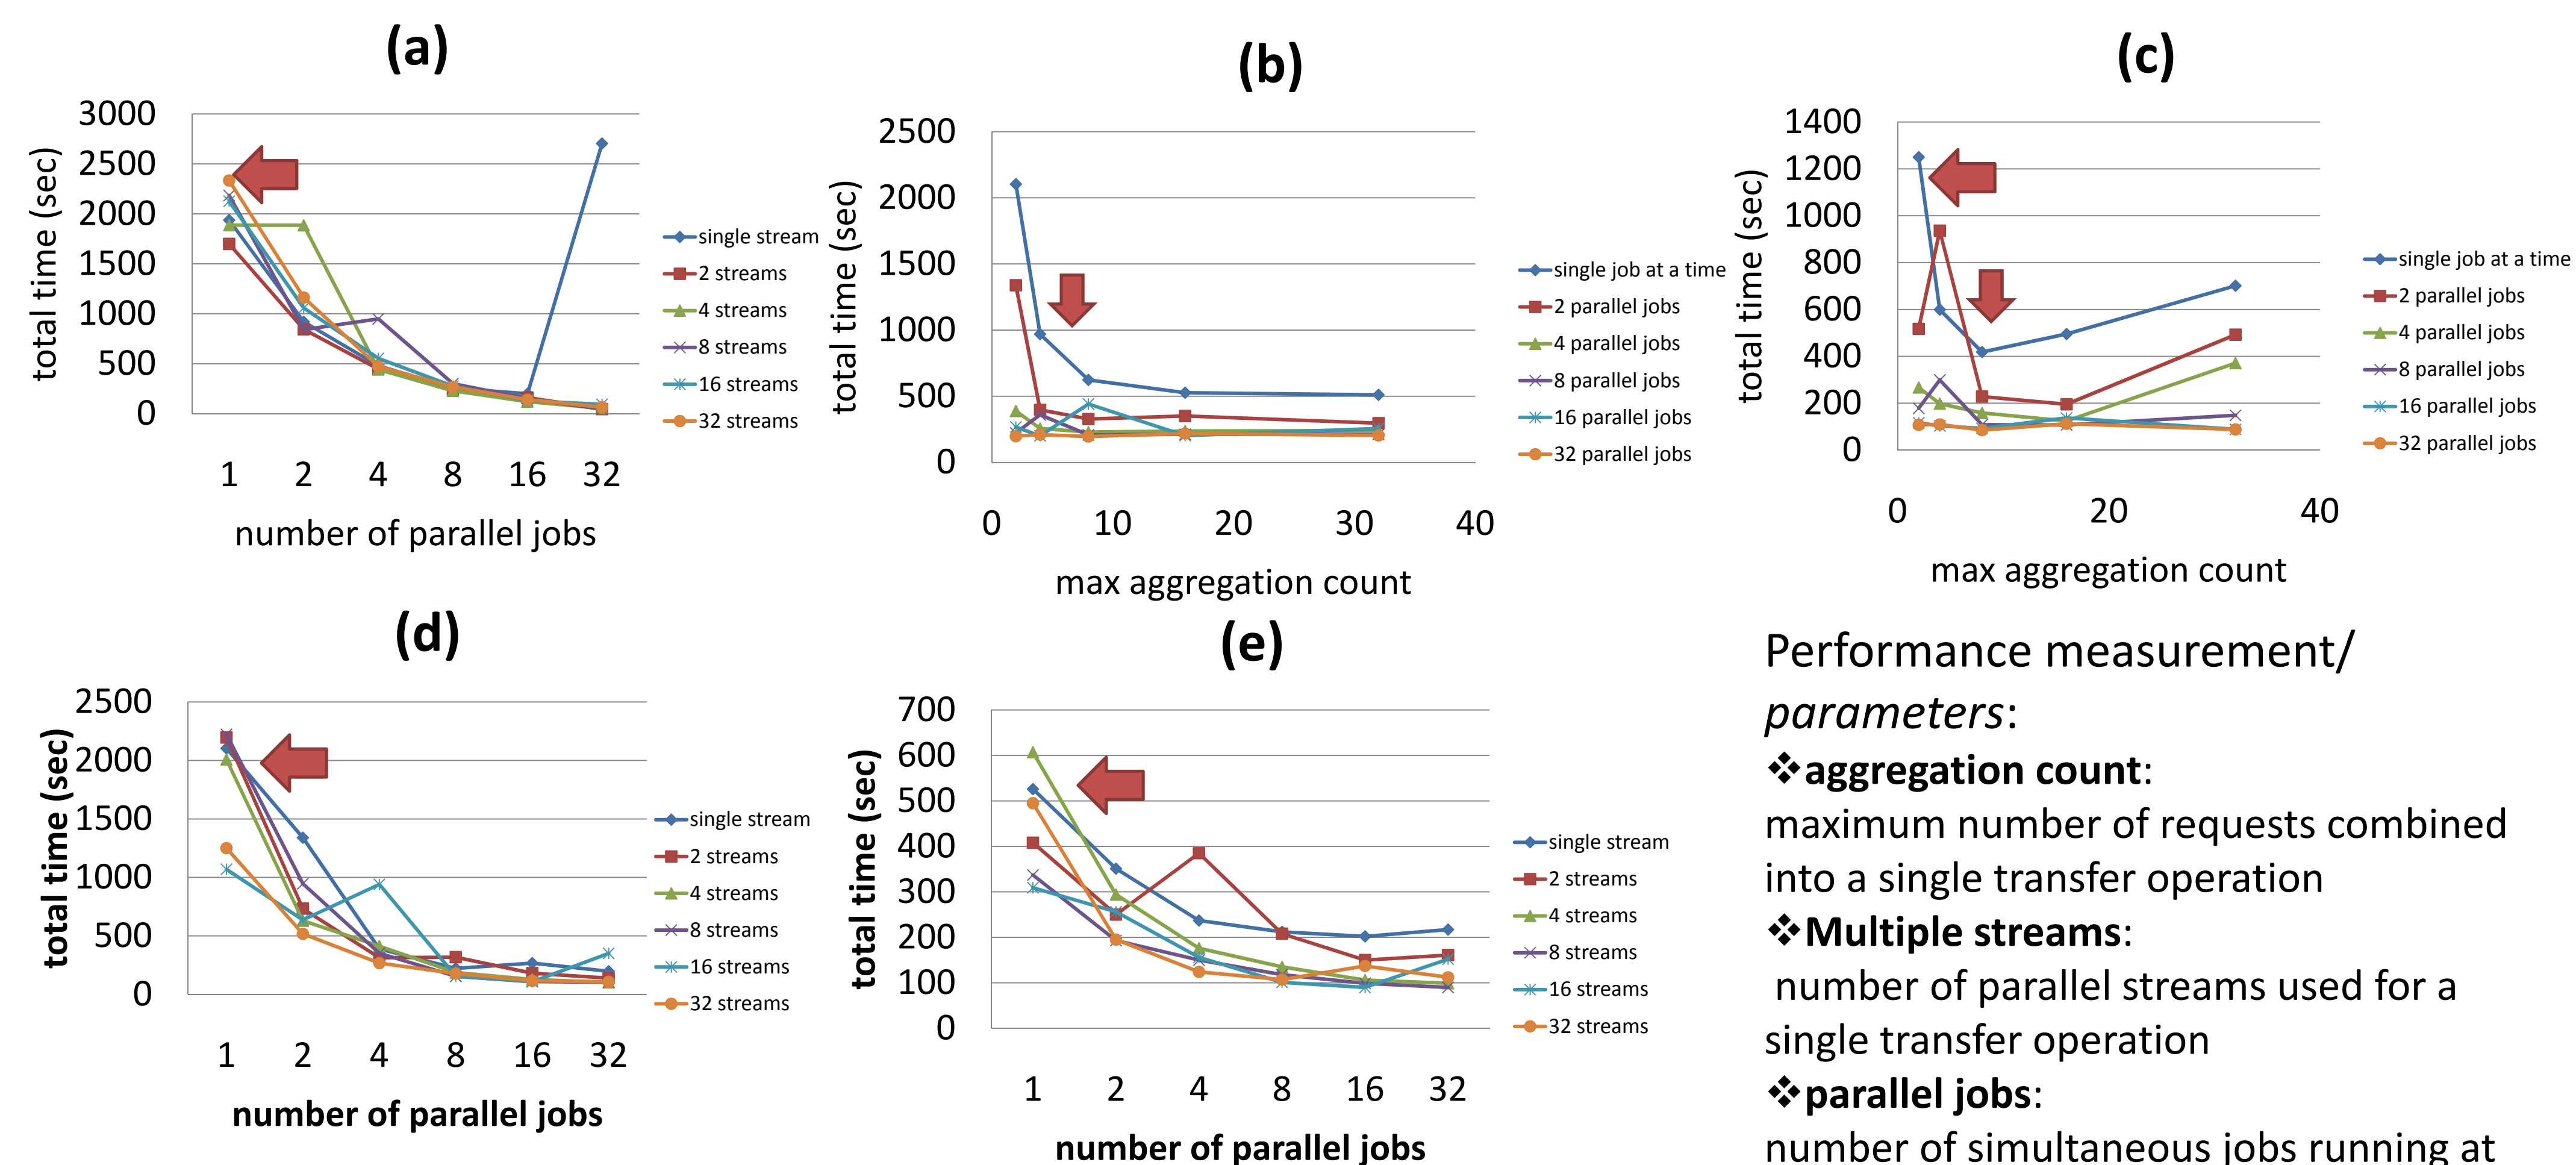 (a)
3000
2500
2000
1500
1000
500
0
total time (sec)
1 2 4 8 16 32
number of parallel jobs
single stream
2 streams
4 streams
8 streams
16 streams
32 streams
(b)
2500
2000
1500
1000
500
0
total time (sec)
0 10 20 30 40
max aggregation count
single job at a time
2 parallel jobs
4 parallel jobs
8 parallel jobs
16 parallel jobs
32 parallel jobs
(c)
1400
1200
1000
800
600
400
200
0
total time (sec)
0 20 40
max aggregation count
single job at a time
2 parallel jobs
4 parallel jobs
8 parallel jobs
16 parallel jobs
32 parallel jobs
(d)
2500
2000
1500
1000
500
0
total time (sec)
1 2 4 8 16 32
number of parallel jobs
single stream
2 streams
4 streams
8 streams
16 streams
32 streams
(e)
700
600
500
400
300
200
100
0
total time (sec)
1 2 4 8 16 32
number of parallel jobs
single stream
2 streams
4 streams
8 streams
16 streams
32 streams
Performance measurement/
parameters:
❖aggregation count:
maximum number of requests combined
into a single transfer operation
❖Multiple streams:
number of parallel streams used for a
single transfer operation
❖parallel jobs:
number of simultaneous jobs running at